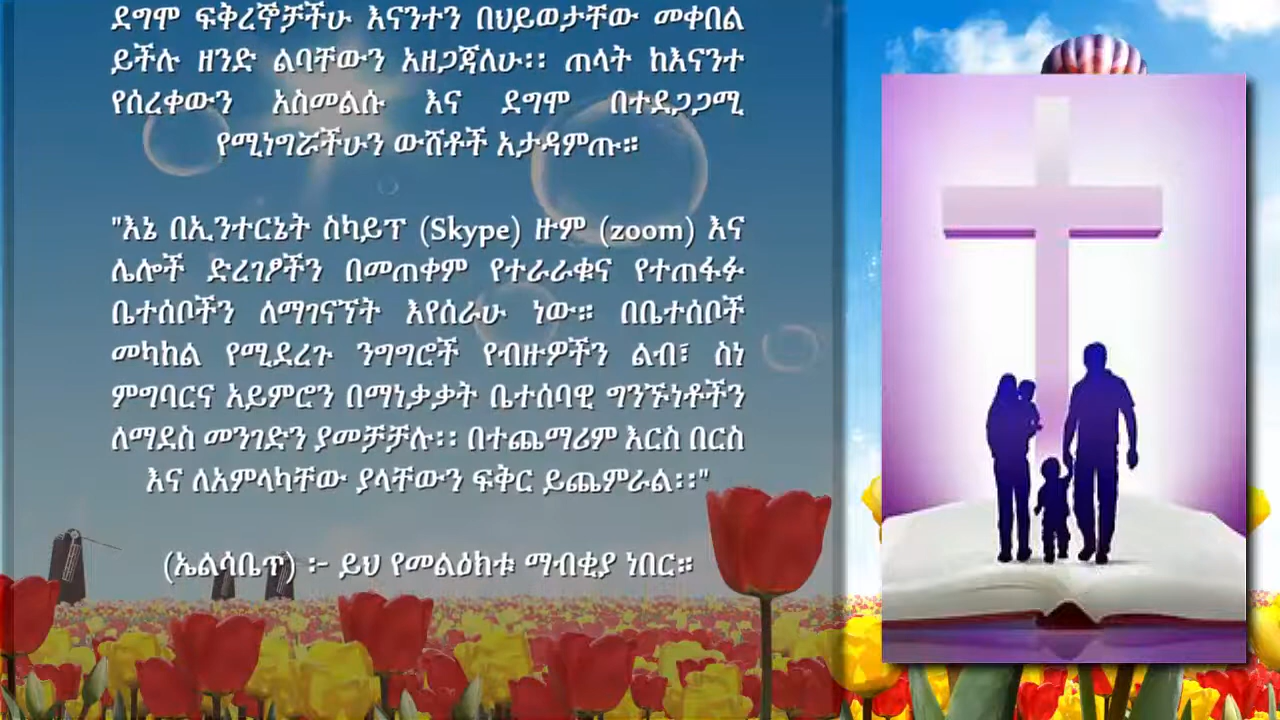 ደግሞ ፍቅረኞቻችሁ እናንተን በህይወታቸው መቀበል
ይችሉ ዘንድ ልባቸውን አዘጋጃለሁ፡፡ ጠላት ከእናንተ
የሰረቀውን አስመልሱ እና ደግሞ በተደጋጋሚ
የሚነግሯችሁን ውሸቶች አታዳምጡ።
"እኔ በኢንተርኔት ስካይፕ (Skype) ዙም (zoom) እና
ሌሎች ድረገፆችን በመጠቀም የተራራቁና የተጠፋፉ
ቤተሰቦችን ለማገናኘት እየሰራሁ ነው። በቤተሰቦች
መካከል የሚደረጉ ንግግሮች የብዙዎችን ልብ፣ ስነ
ምግባርና አይምሮን በማነቃቃት ቤተሰባዊ ግንኙነቶችን
ለማደስ መንገድን ያመቻቻሉ፡፡ በተጨማሪም እርስ በርስ
እና ለአምላካቸው ያላቸውን ፍቅር ይጨምራል፡፡"
(ኤልሳቤጥ) ፦ ይህ የመልዕክቱ ማብቂያ ነበር።